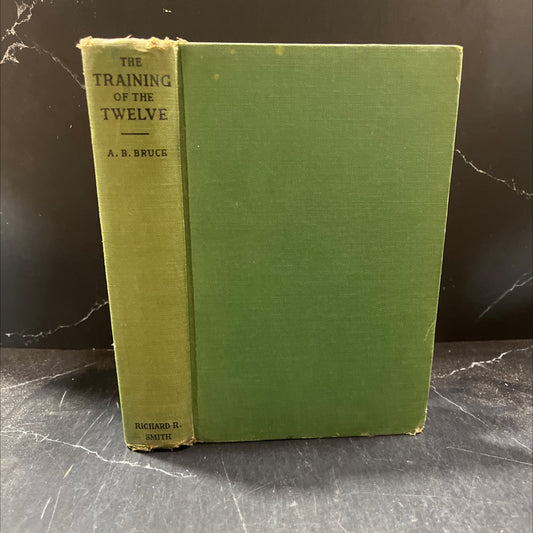 THE
TRAINING
OF THE
TWELVE
A. B. BRUCE
RICHARD R.
SMITH